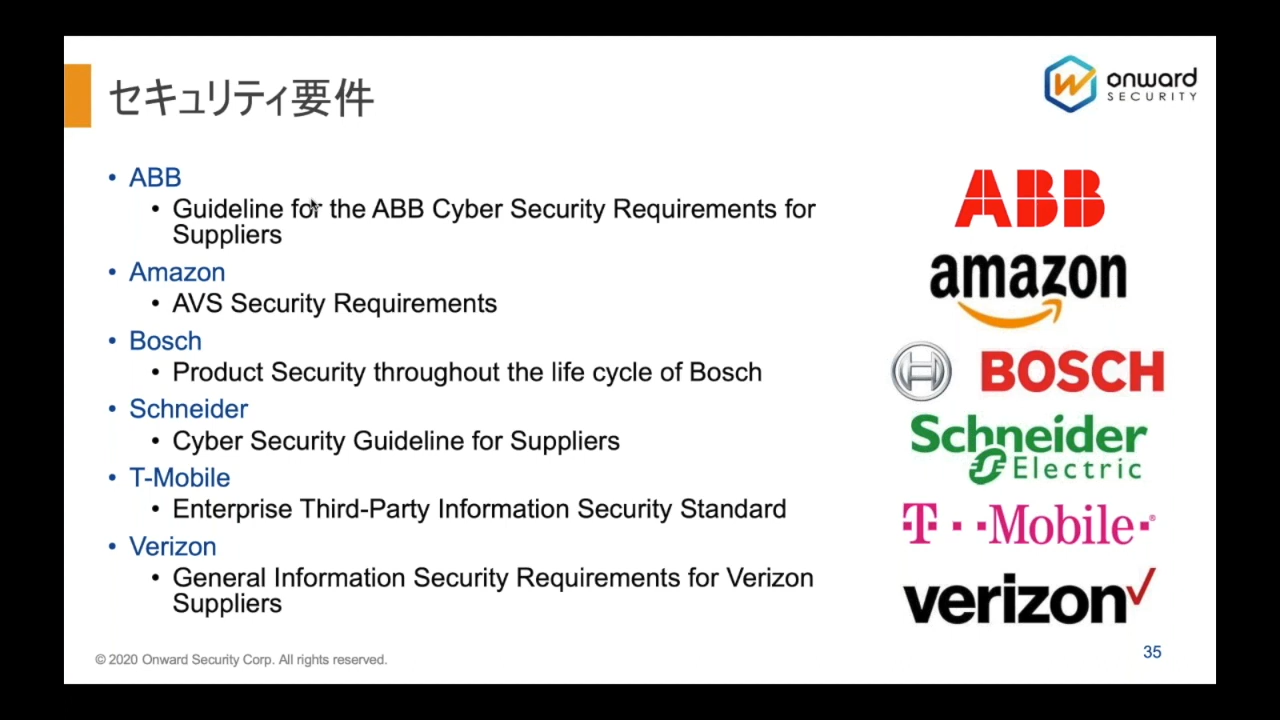 セキュリティ要件
onward
SECURITY
• ABB
• Guideline for the ABB Cyber Security Requirements for
Suppliers
• Amazon
• AVS Security Requirements
• Bosch
• Product Security throughout the life cycle of Bosch
• Schneider
• Cyber Security Guideline for Suppliers
• T-Mobile
• Enterprise Third-Party Information Security Standard
• Verizon
• General Information Security Requirements for Verizon
Suppliers
ABB
amazon
BOSCH
Schneider
Electric
T··Mobile·®
verizon✓
© 2020 Onward Security Corp. All rights reserved.
35